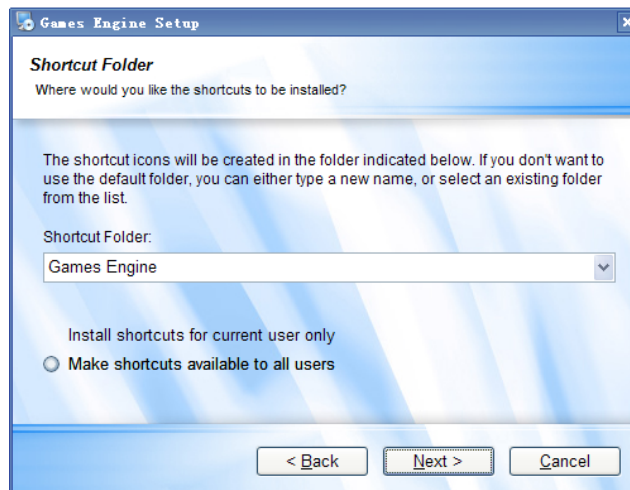 Games Engine Setup
Shortcut Folder
Where would you like the shortcuts to be installed?
The shortcut icons will be created in the folder indicated below. If you don't want to
use the default folder, you can either type a new name, or select an existing folder
from the list.
Shortcut Folder:
Games Engine
Install shortcuts for current user only
Make shortcuts available to all users
< Back
Next >
Cancel